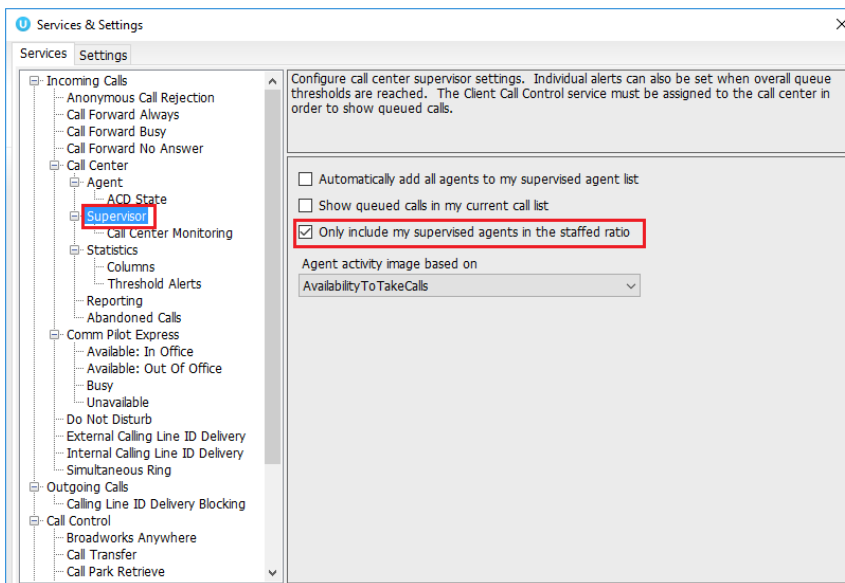 Services & Settings
Services Settings
Incoming Calls
Anonymous Call Rejection
Call Forward Always
Call Forward Busy
Call Forward No Answer
Call Center
Agent
ACD State
Supervisor
Call Center Monitoring
Statistics
Columns
Threshold Alerts
Reporting
Abandoned Calls
Comm Pilot Express
Available: In Office
Available: Out Of Office
Busy
Unavailable
Do Not Disturb
External Calling Line ID Delivery
Internal Calling Line ID Delivery
Simultaneous Ring
Outgoing Calls
Calling Line ID Delivery Blocking
Call Control
Broadworks Anywhere
Call Transfer
Call Park Retrieve
Configure call center supervisor settings. Individual alerts can also be set when overall queue
thresholds are reached. The Client Call Control service must be assigned to the call center in
order to show queued calls.
Automatically add all agents to my supervised agent list
Show queued calls in my current call list
Only include my supervised agents in the staffed ratio
Agent activity image based on
AvailabilityToTakeCalls